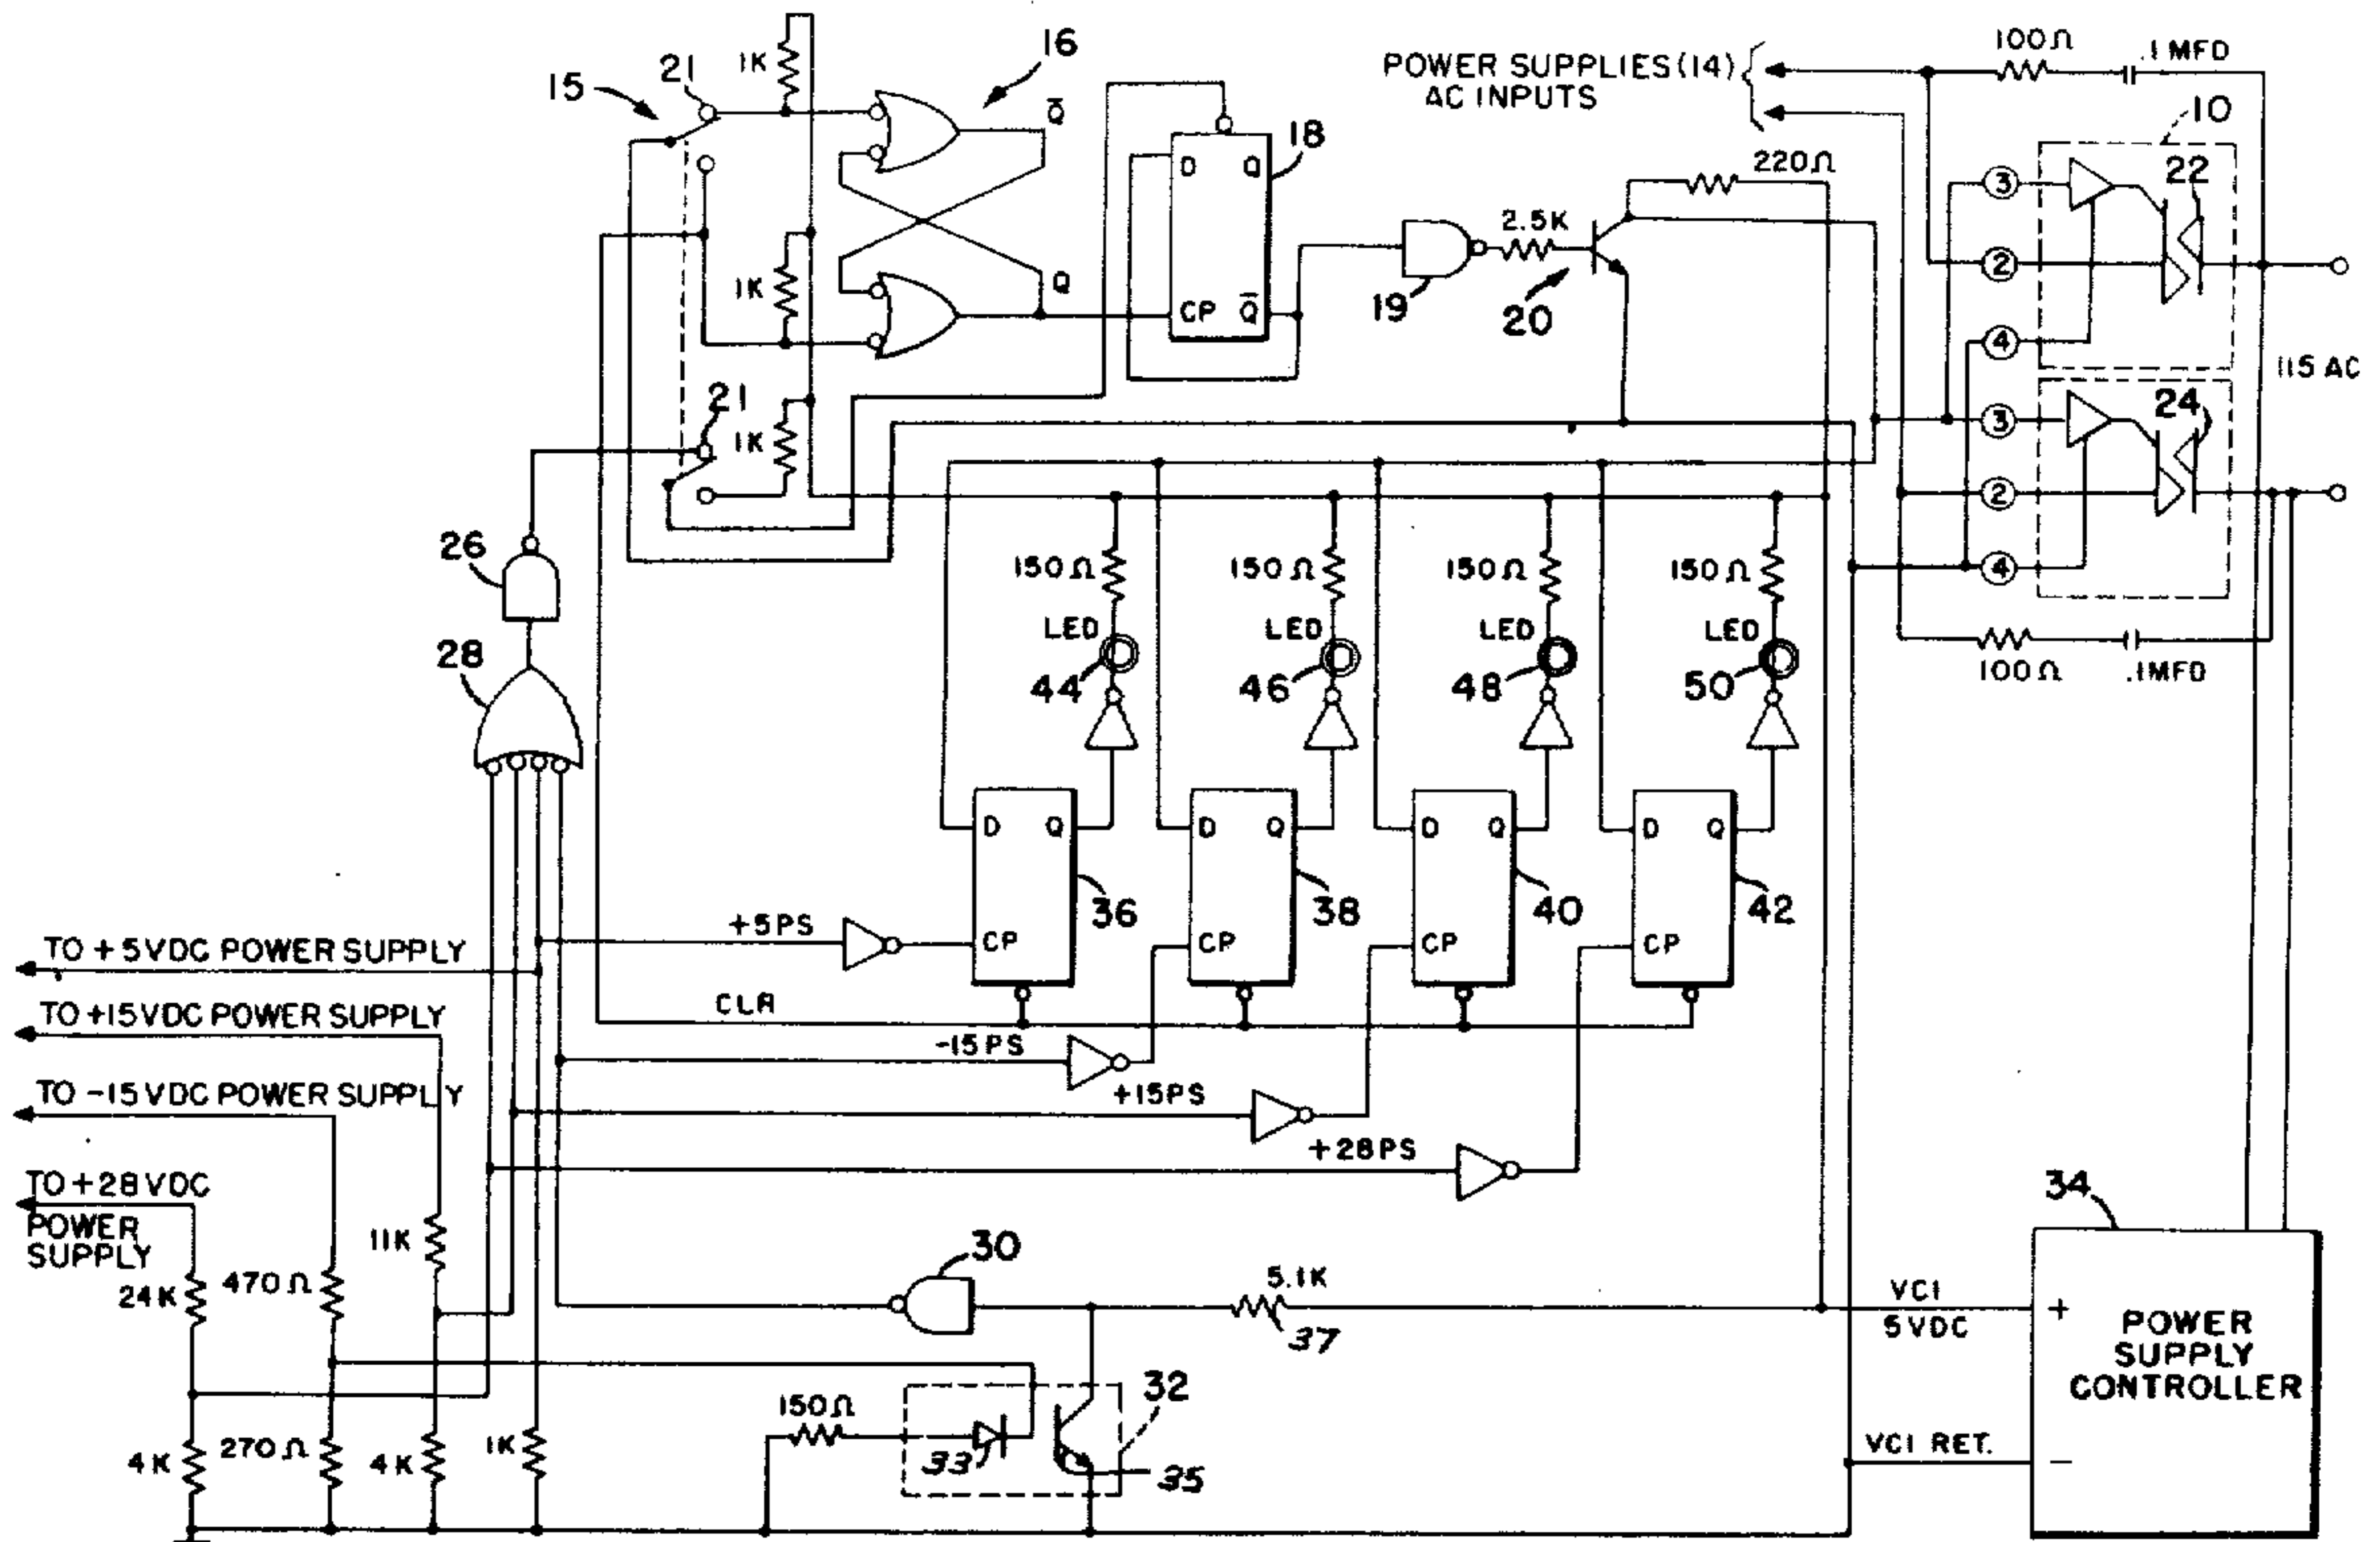 15
21
1K
16
Q̄
POWER SUPPLIES (14)
AC INPUTS
100Ω
.1 MFD
10
D
Q
18
220Ω
3
22
1K
Q
CP
Q̄
19
2.5K
20
2
4
115 AC
21
1K
3
24
2
4
100Ω
.1MFD
26
28
150Ω
LED
44
150Ω
LED
46
150Ω
LED
48
150Ω
LED
50
D Q
CP
36
D Q
CP
38
D Q
CP
40
D Q
CP
42
+5PS
TO +5VDC POWER SUPPLY
CLR
TO +15VDC POWER SUPPLY
-15PS
+15PS
TO -15VDC POWER SUPPLY
+28PS
TO +28VDC
POWER
SUPPLY
11K
24K
470Ω
30
5.1K
37
VCI
5VDC
34
+
POWER
SUPPLY
CONTROLLER
-
VCI RET.
4K
270Ω
4K
1K
150Ω
33
32
35